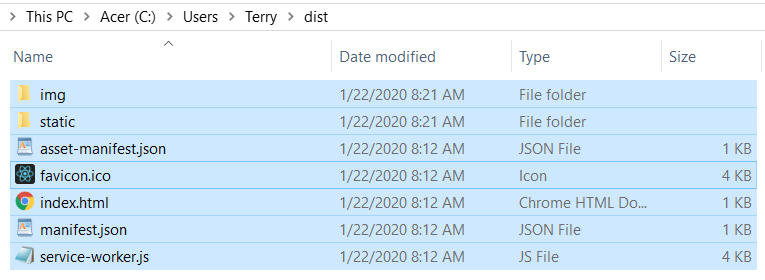 This PC > Acer (C:) > Users > Terry > dist
Name Date modified Type Size
img 1/22/2020 8:21 AM File folder
static 1/22/2020 8:21 AM File folder
asset-manifest.json 1/22/2020 8:12 AM JSON File 1 KB
favicon.ico 1/22/2020 8:12 AM Icon 4 KB
index.html 1/22/2020 8:12 AM Chrome HTML Do... 1 KB
manifest.json 1/22/2020 8:12 AM JSON File 1 KB
service-worker.js 1/22/2020 8:12 AM JS File 4 KB